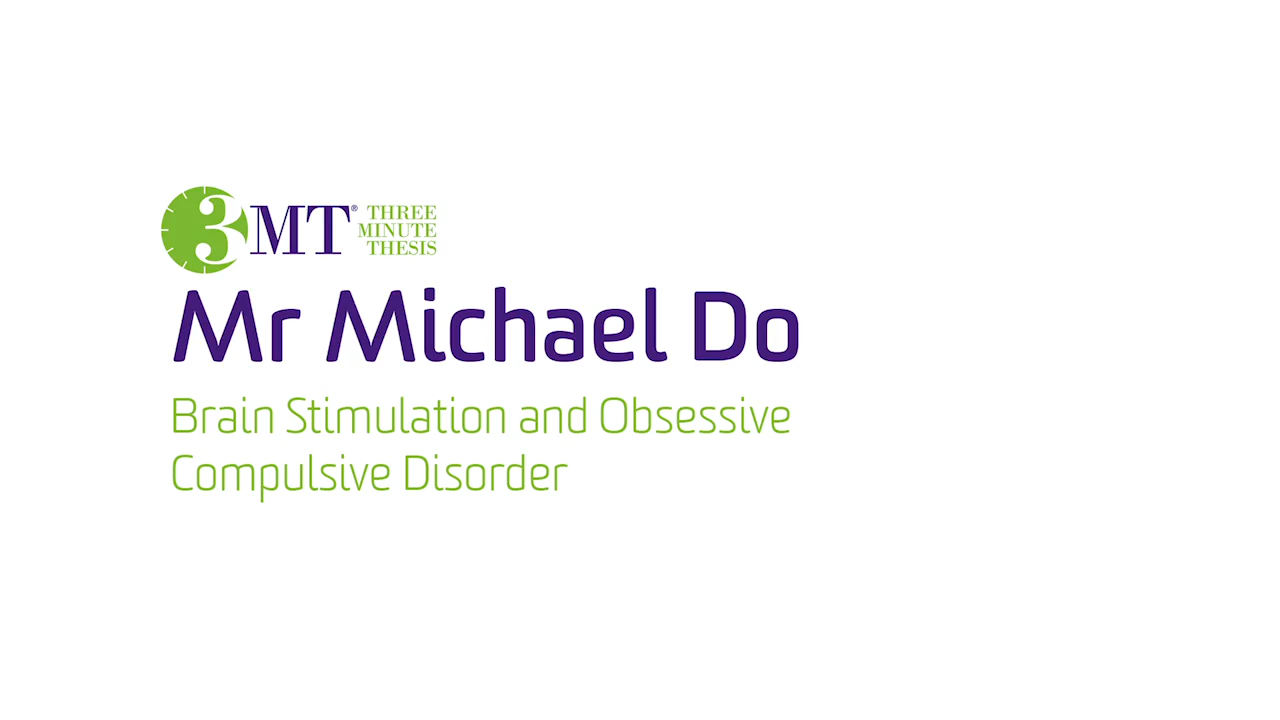 3MT® THREE
MINUTE
THESIS
Mr Michael Do
Brain Stimulation and Obsessive
Compulsive Disorder